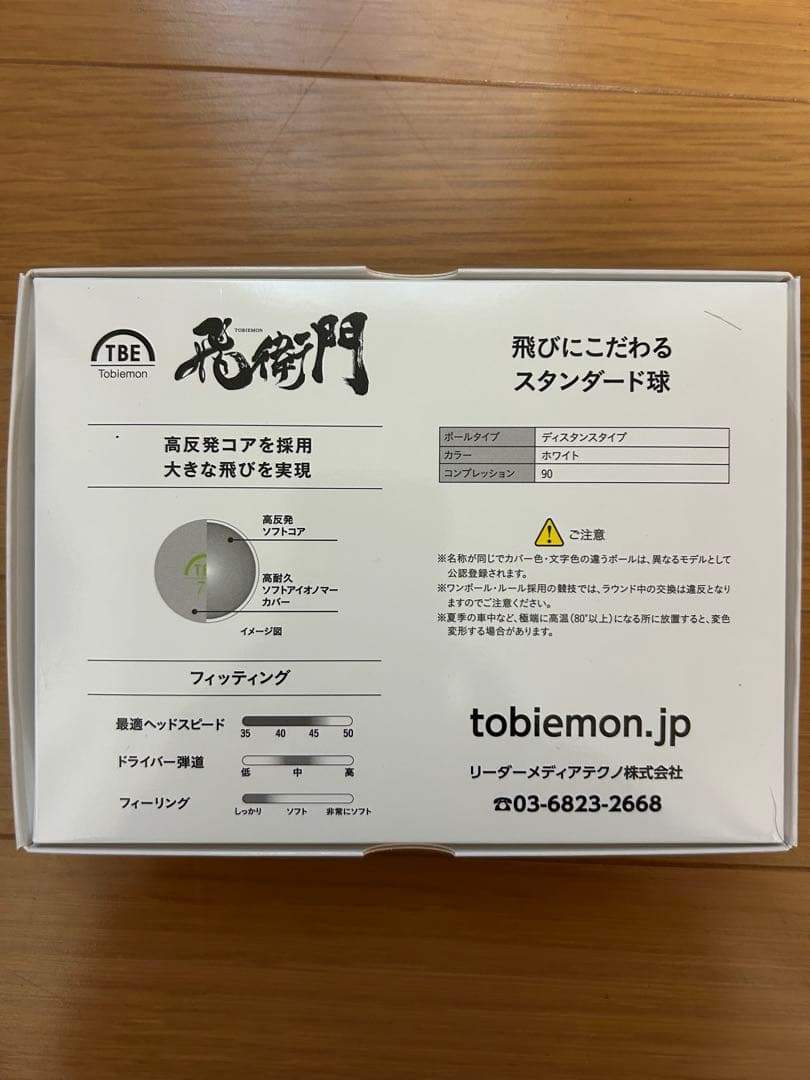 TBE
Tobiemon
TOBIEMON
飛衛門
高反発コアを採用
大きな飛びを実現
高反発
ソフトコア
高耐久
ソフトアイオノマー
カバー
イメージ図
フィッティング
最適ヘッドスピード
35 40 45 50
ドライバー弾道
低 中 高
フィーリング
しっかり ソフト 非常にソフト
飛びにこだわる
スタンダード球
ボールタイプ ディスタンスタイプ
カラー ホワイト
コンプレッション 90
ご注意
※名称が同じでカバー色・文字色の違うボールは、異なるモデルとして
公認登録されます。
※ワンボール・ルール採用の競技では、ラウンド中の交換は違反となり
ますのでご注意ください。
※夏季の車中など、極端に高温(80°以上)になる所に放置すると、変色
変形する場合があります。
tobiemon.jp
リーダーメディアテクノ株式会社
☎03-6823-2668